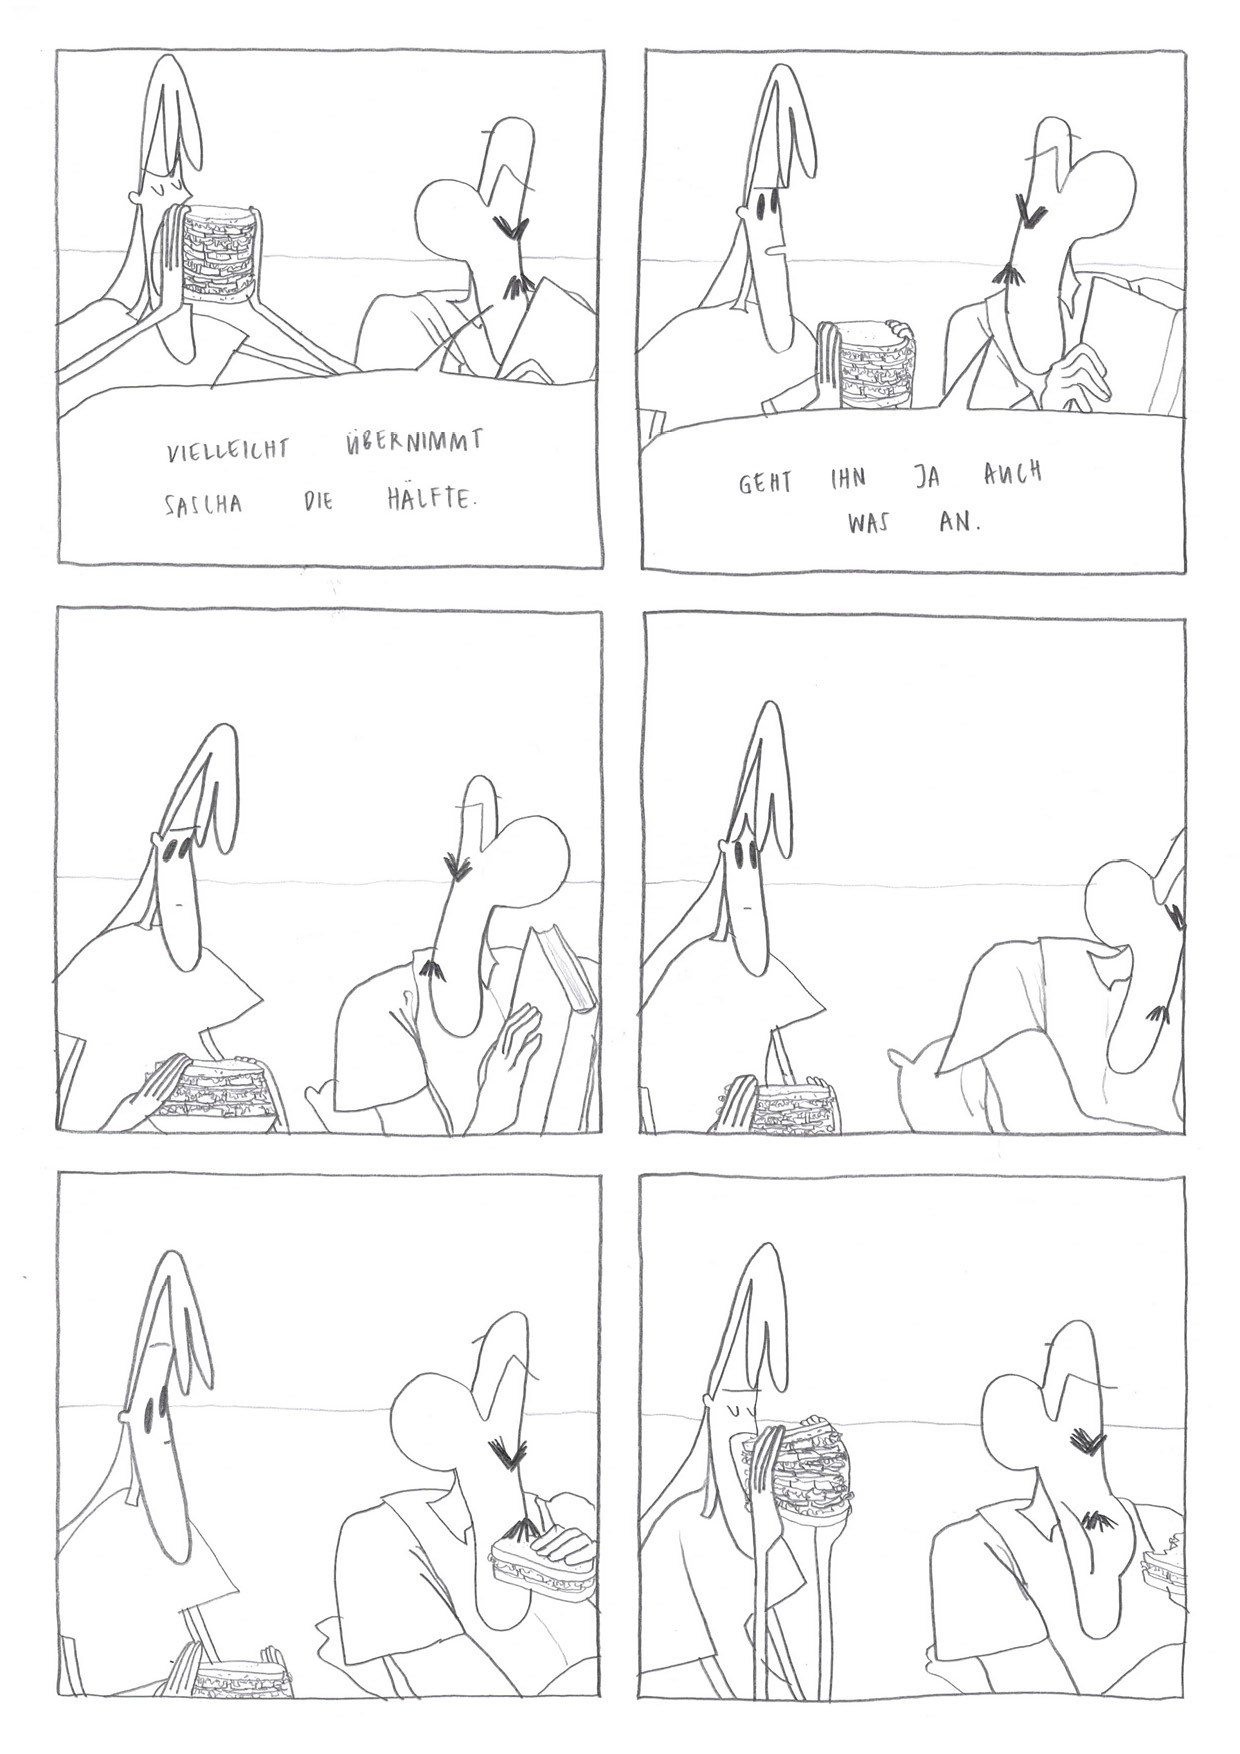 VIELLEICHT ÜBERNIMMT
SASCHA DIE HÄLFTE.
GEHT IHN JA AUCH
WAS AN.